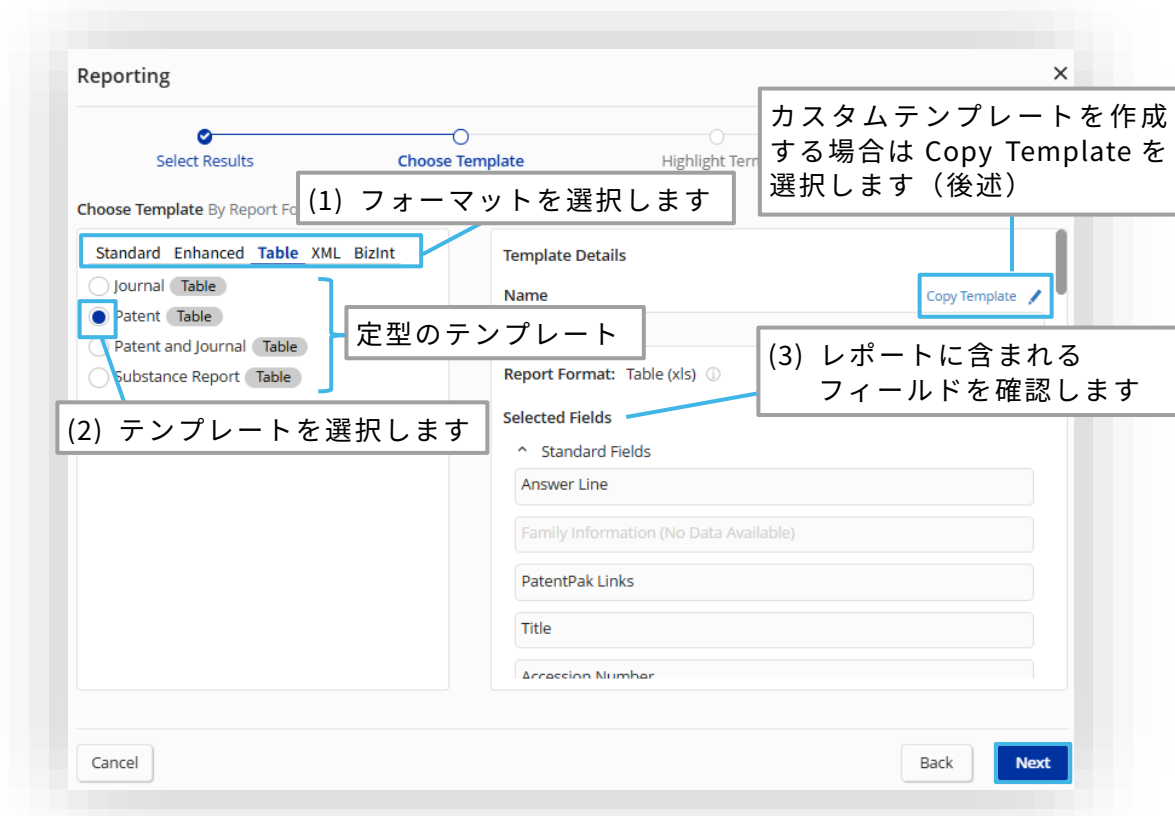 Reporting
Select Results
Choose Template
Highlight Term
カスタムテンプレートを作成
する場合は Copy Template を
選択します（後述）
(1) フォーマットを選択します
Choose Template By Report Fo
Standard Enhanced Table XML BizInt
Journal Table
Patent Table
Patent and Journal Table
Substance Report Table
定型のテンプレート
(2) テンプレートを選択します
Template Details
Name
Copy Template
(3) レポートに含まれる
フィールドを確認します
Report Format: Table (xls)
Selected Fields
Standard Fields
Answer Line
Family Information (No Data Available)
PatentPak Links
Title
Accession Number
Cancel
Back
Next